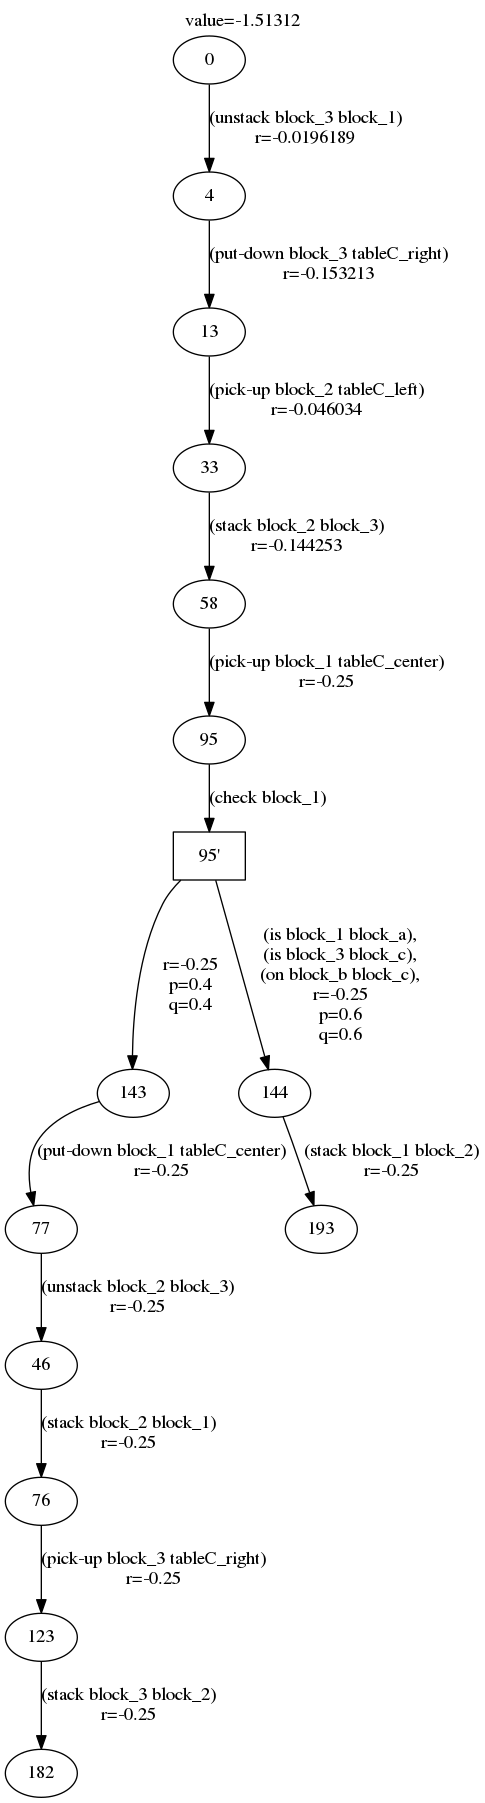 value=-1.51312
0
(unstack block_3 block_1)
r=-0.0196189
4
(put-down block_3 tableC_right)
r=-0.153213
13
(pick-up block_2 tableC_left)
r=-0.046034
33
(stack block_2 block_3)
r=-0.144253
58
(pick-up block_1 tableC_center)
r=-0.25
95
(check block_1)
95'
r=-0.25
p=0.4
q=0.4
(is block_1 block_a),
(is block_3 block_c),
(on block_b block_c),
r=-0.25
p=0.6
q=0.6
143
144
(put-down block_1 tableC_center)
r=-0.25
(stack block_1 block_2)
r=-0.25
77
193
(unstack block_2 block_3)
r=-0.25
46
(stack block_2 block_1)
r=-0.25
76
(pick-up block_3 tableC_right)
r=-0.25
123
(stack block_3 block_2)
r=-0.25
182